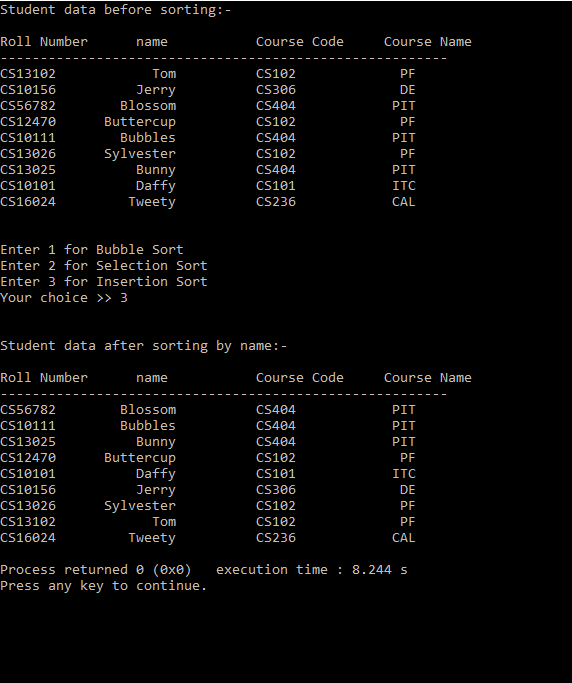 Student data before sorting:-
Roll Number      name           Course Code     Course Name
--------------------------------------------------------
CS13102            Tom          CS102             PF
CS10156          Jerry          CS306             DE
CS56782        Blossom          CS404            PIT
CS12470      Buttercup          CS102             PF
CS10111        Bubbles          CS404            PIT
CS13026      Sylvester          CS102             PF
CS13025          Bunny          CS404            PIT
CS10101          Daffy          CS101            ITC
CS16024         Tweety          CS236            CAL
Enter 1 for Bubble Sort
Enter 2 for Selection Sort
Enter 3 for Insertion Sort
Your choice >> 3
Student data after sorting by name:-
Roll Number      name           Course Code     Course Name
--------------------------------------------------------
CS56782        Blossom          CS404            PIT
CS10111        Bubbles          CS404            PIT
CS13025          Bunny          CS404            PIT
CS12470      Buttercup          CS102             PF
CS10101          Daffy          CS101            ITC
CS10156          Jerry          CS306             DE
CS13026      Sylvester          CS102             PF
CS13102            Tom          CS102             PF
CS16024         Tweety          CS236            CAL
Process returned 0 (0x0)   execution time : 8.244 s
Press any key to continue.